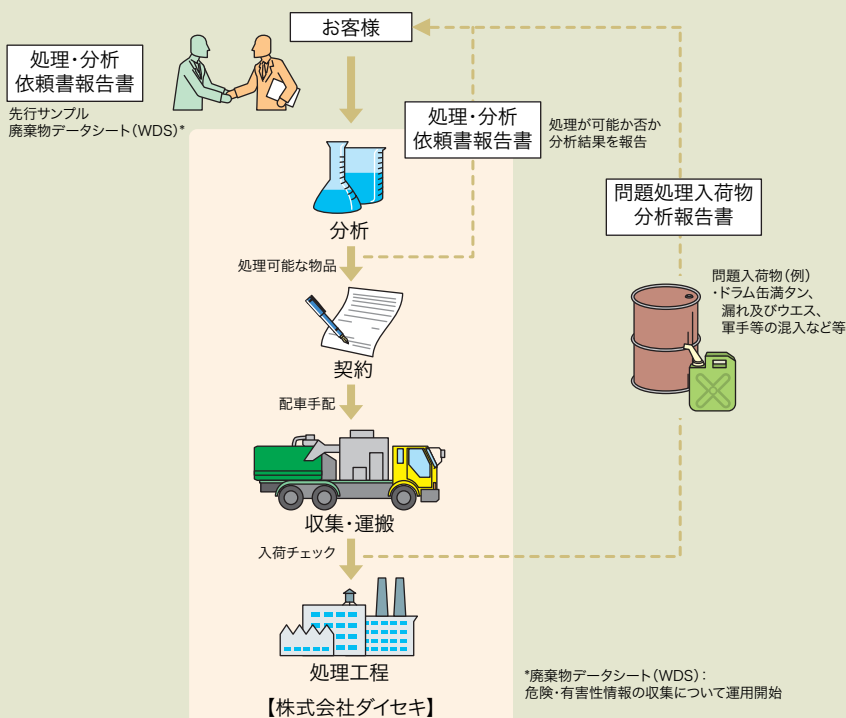 お客様
処理・分析
依頼書報告書
先行サンプル
廃棄物データシート(WDS)*
処理・分析
依頼書報告書
処理が可能か否か
分析結果を報告
分析
処理可能な物品
問題処理入荷物
分析報告書
問題入荷物(例)
・ドラム缶満タン、
漏れ及びウエス、
軍手等の混入など等
契約
配車手配
収集・運搬
入荷チェック
処理工程
【株式会社ダイセキ】
*廃棄物データシート(WDS):
危険・有害性情報の収集について運用開始